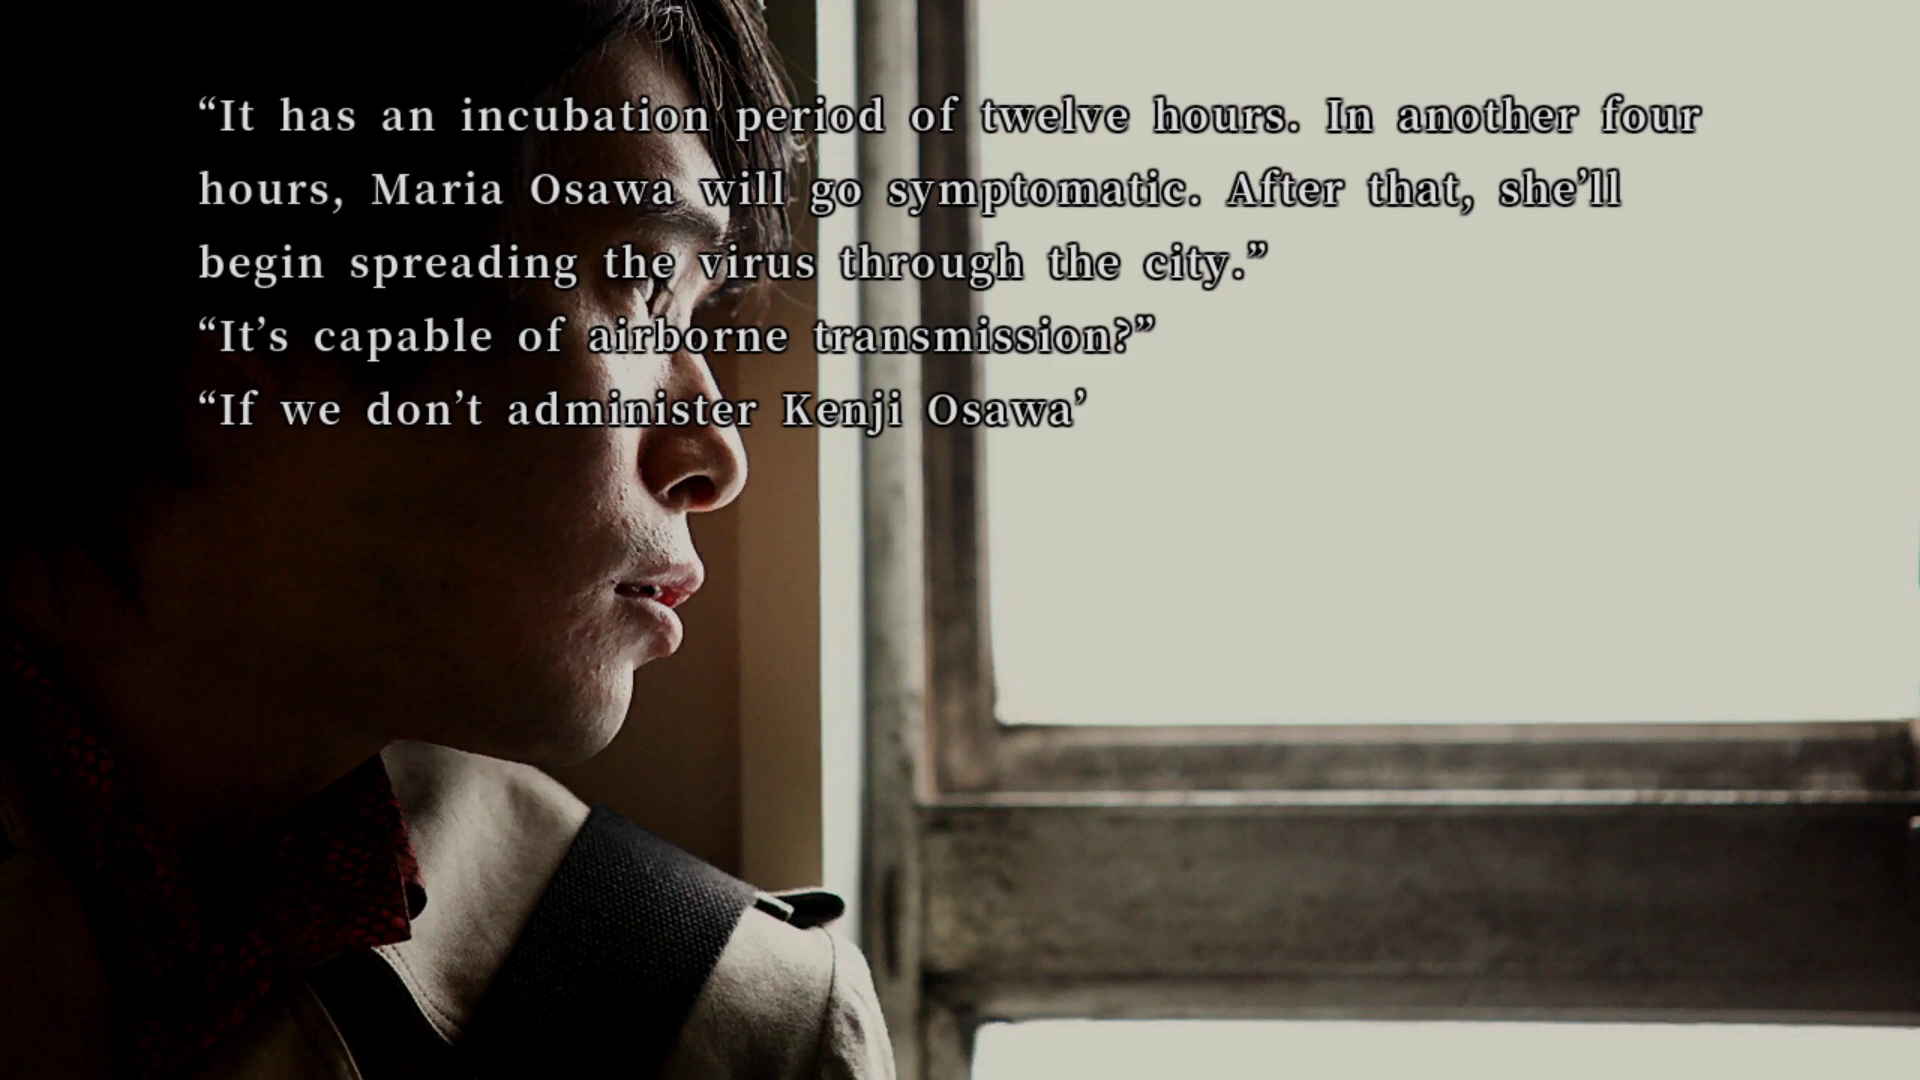 “It has an incubation period of twelve hours. In another four
hours, Maria Osawa will go symptomatic. After that, she’ll
begin spreading the virus through the city.”
“It’s capable of airborne transmission?”
“If we don’t administer Kenji Osawa’